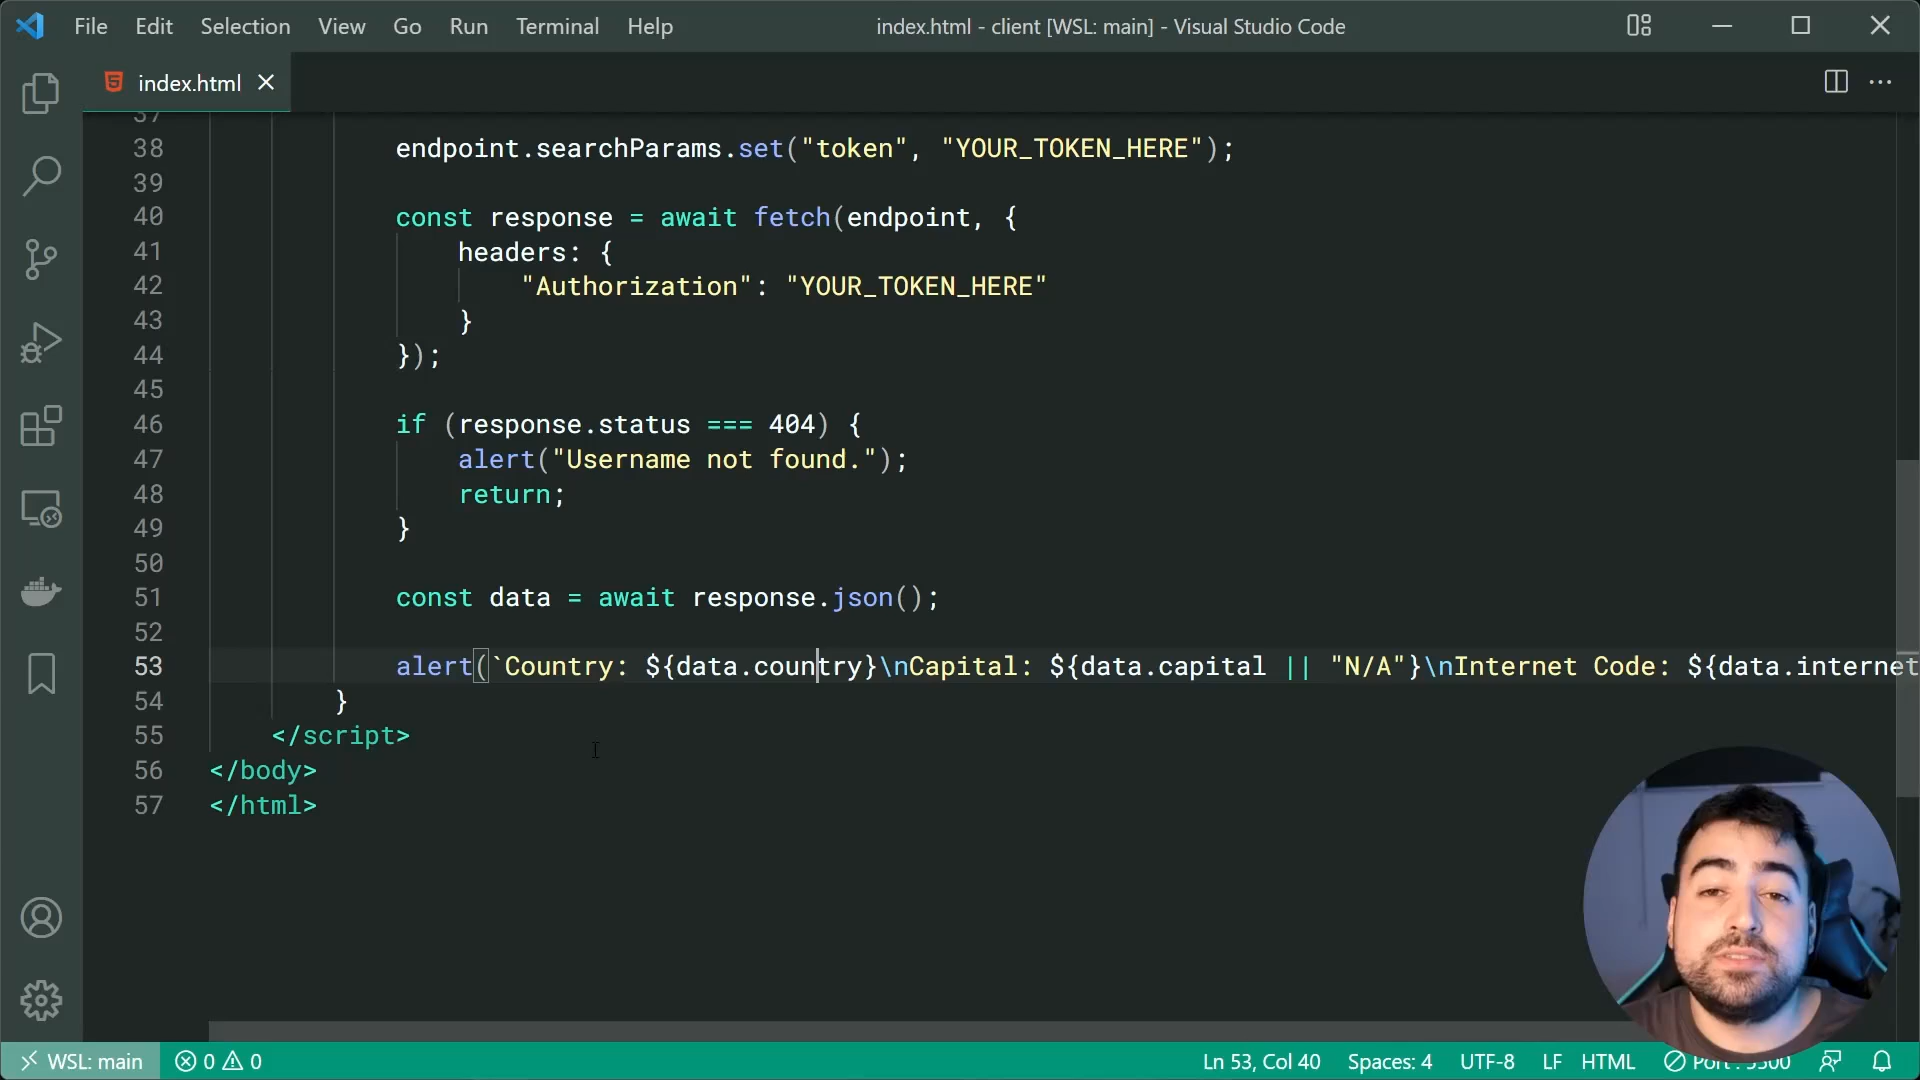 File Edit Selection View Go Run Terminal Help index.html - client [WSL: main] - Visual Studio Code
index.html
37
38 endpoint.searchParams.set("token", "YOUR_TOKEN_HERE");
39
40 const response = await fetch(endpoint, {
41 headers: {
42 "Authorization": "YOUR_TOKEN_HERE"
43 }
44 });
45
46 if (response.status === 404) {
47 alert("Username not found.");
48 return;
49 }
50
51 const data = await response.json();
52
53 alert(`Country: ${data.country}\nCapital: ${data.capital || "N/A"}\nInternet Code: ${data.internet
54 }
55 </script>
56 </body>
57 </html>
WSL: main 0 0 Ln 53, Col 40 Spaces: 4 UTF-8 LF HTML Port : 5500